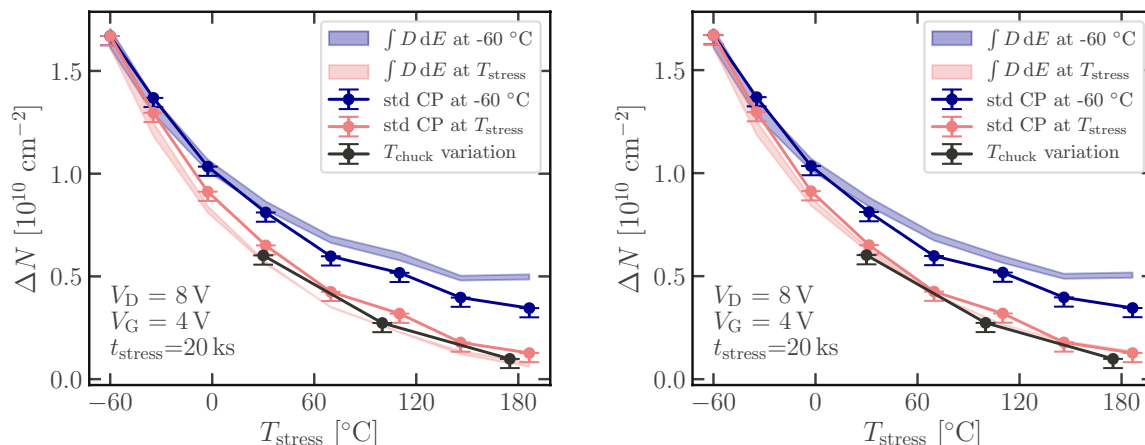 1.5
1.0
0.5
0.0
ΔN [10¹⁰ cm⁻²]
∫ D dE at -60 °C
∫ D dE at T_stress
std CP at -60 °C
std CP at T_stress
T_chuck variation
V_D = 8 V
V_G = 4 V
t_stress=20 ks
−60 0 60 120 180
T_stress [°C]
1.5
1.0
0.5
0.0
ΔN [10¹⁰ cm⁻²]
∫ D dE at -60 °C
∫ D dE at T_stress
std CP at -60 °C
std CP at T_stress
T_chuck variation
V_D = 8 V
V_G = 4 V
t_stress=20 ks
−60 0 60 120 180
T_stress [°C]